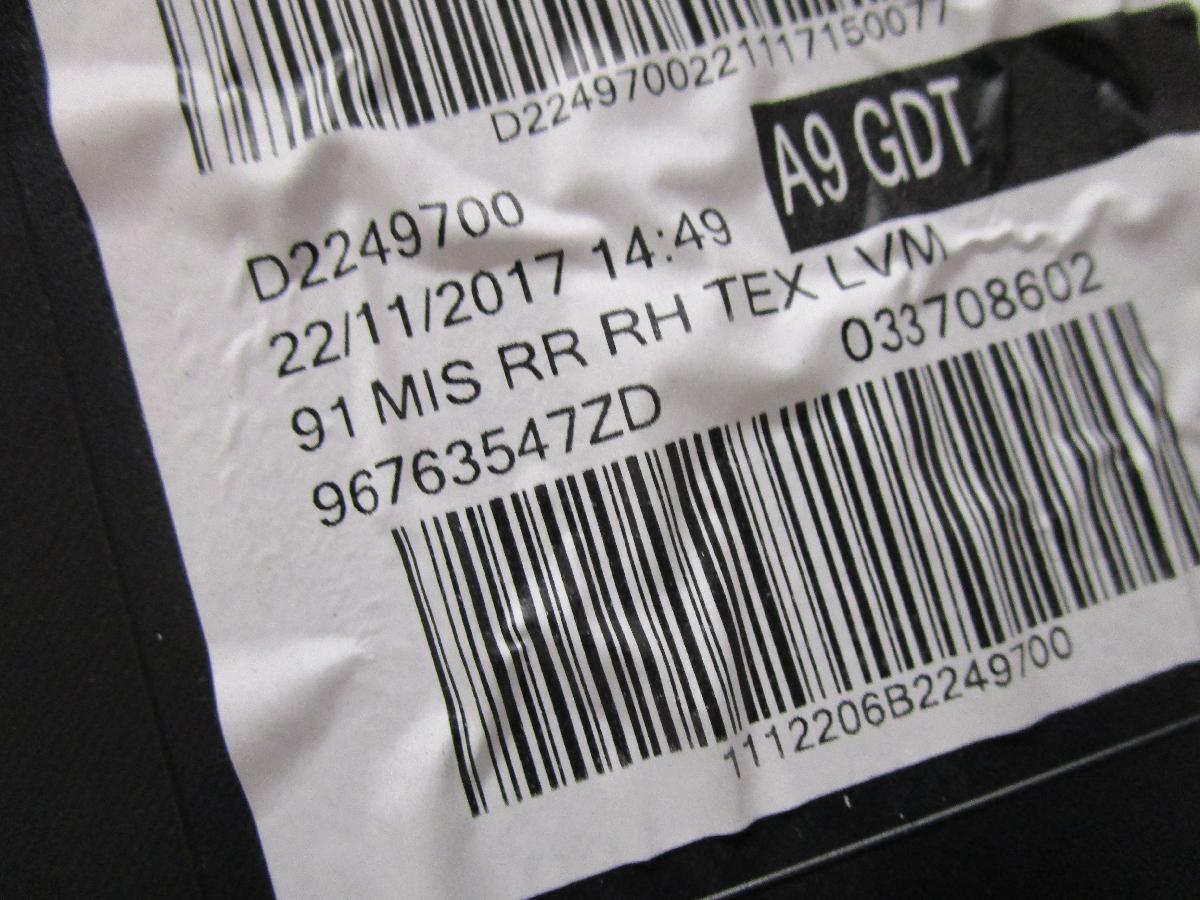 D2249700221117150077
A9 GDT
D2249700
22/11/2017 14:49
91 MIS RR RH TEX LVM
033708602
96763547ZD
1112206B2249700